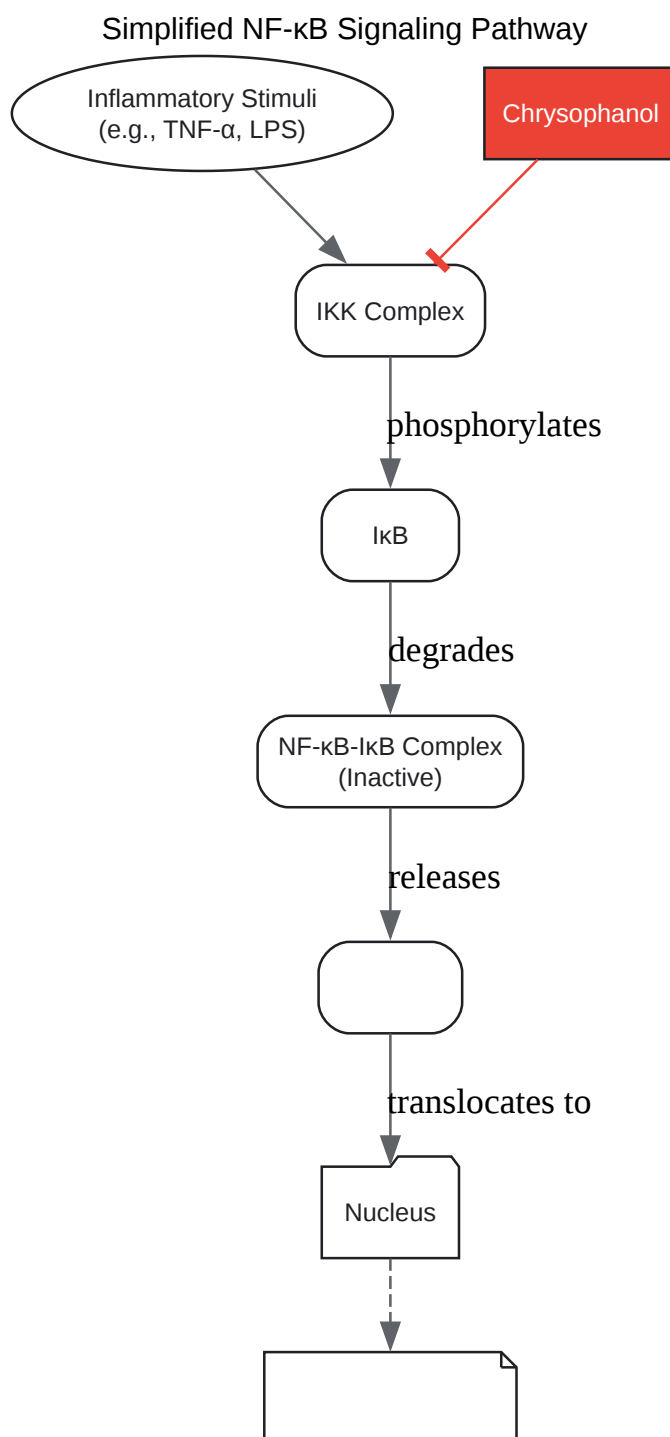 Simplified NF-κB Signaling Pathway
Inflammatory Stimuli
(e.g., TNF-α, LPS)
Chrysophanol
IKK Complex
phosphorylates
IκB
degrades
NF-κB-IκB Complex
(Inactive)
releases
translocates to
Nucleus